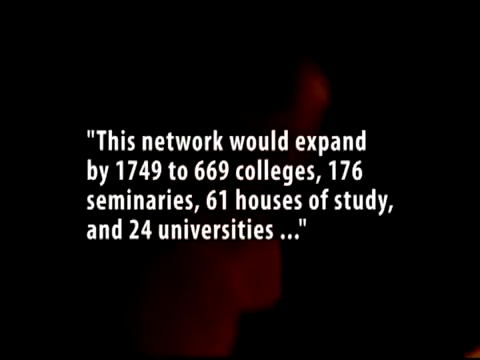 "This network would expand
by 1749 to 669 colleges, 176
seminaries, 61 houses of study,
and 24 universities ..."